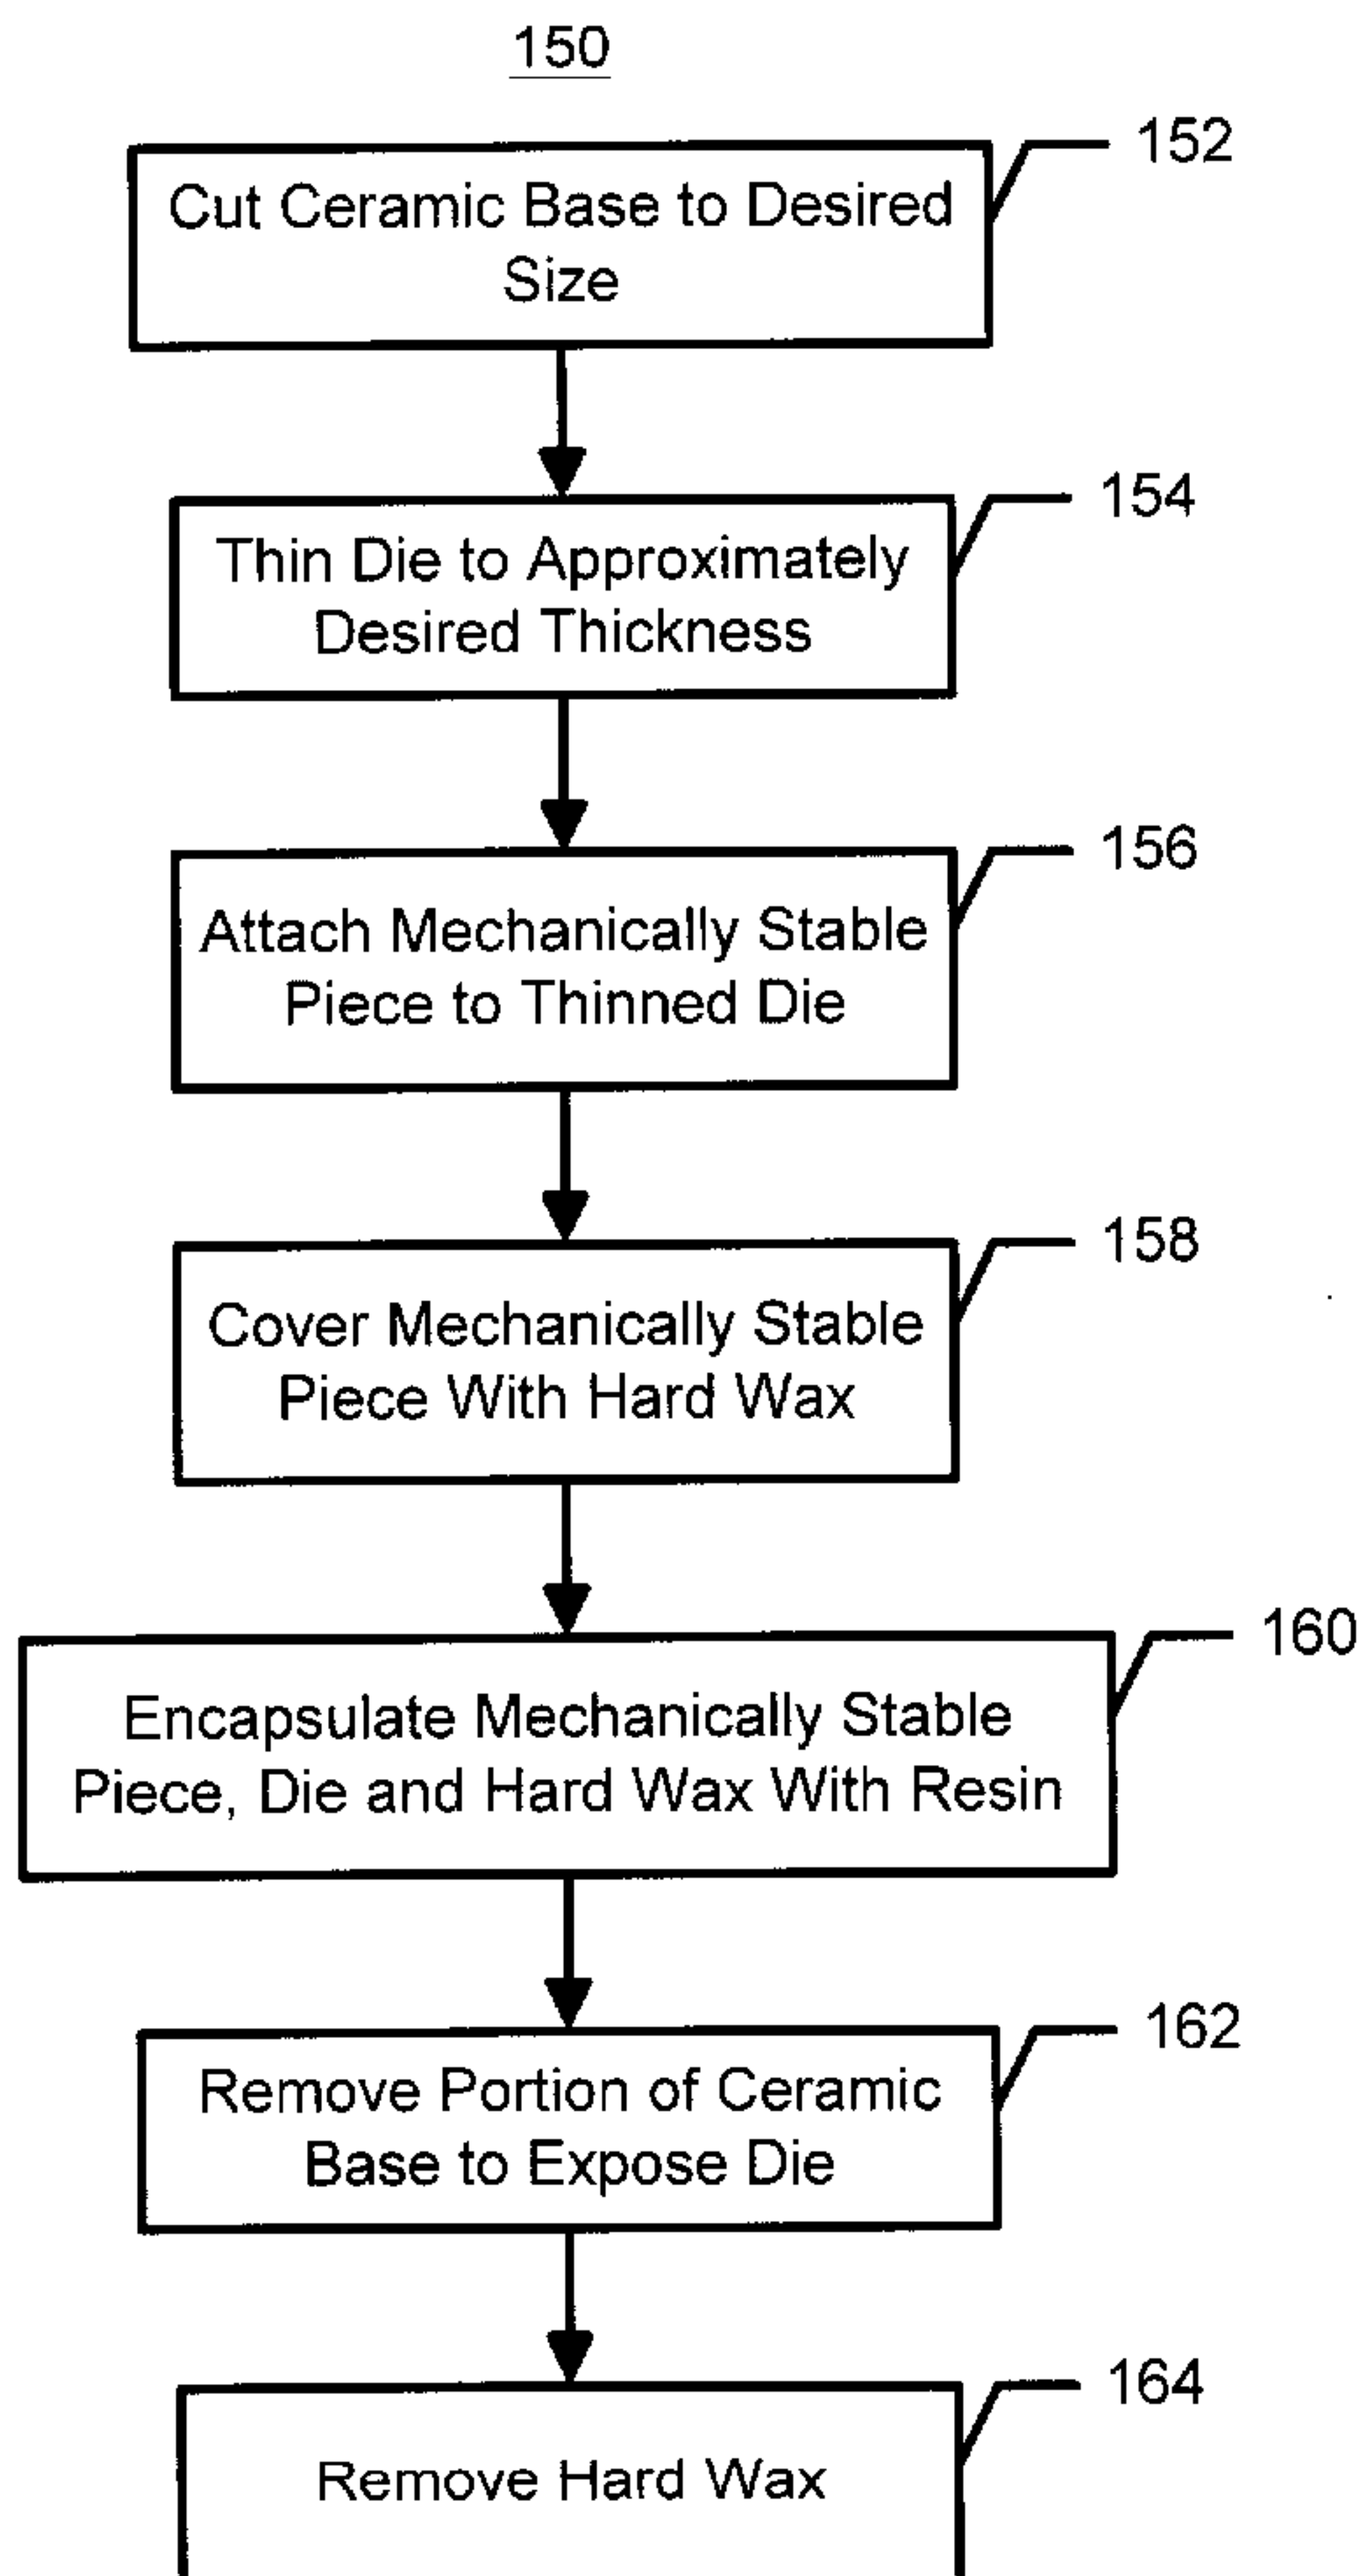 150
152
Cut Ceramic Base to Desired
Size
154
Thin Die to Approximately
Desired Thickness
156
Attach Mechanically Stable
Piece to Thinned Die
158
Cover Mechanically Stable
Piece With Hard Wax
160
Encapsulate Mechanically Stable
Piece, Die and Hard Wax With Resin
162
Remove Portion of Ceramic
Base to Expose Die
164
Remove Hard Wax